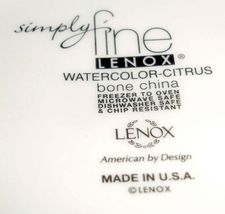 simply fine
LENOX®
WATERCOLOR-CITRUS
bone china
FREEZER TO OVEN
MICROWAVE SAFE
DISHWASHER SAFE
& CHIP RESISTANT
LENOX
American by Design
MADE IN U.S.A.
©LENOX